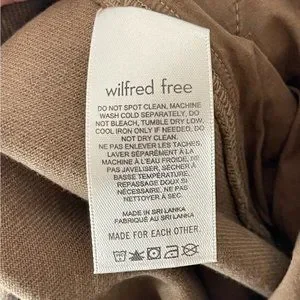 wilfred free
DO NOT SPOT CLEAN, MACHINE
WASH COLD SEPARATELY, DO
NOT BLEACH, TUMBLE DRY LOW.
COOL IRON ONLY IF NEEDED, DO
NOT DRY CLEAN.
NE PAS ENLEVER LES TACHES,
LAVER SÉPARÉMENT À LA
MACHINE À L'EAU FROIDE, NE
PAS JAVELISER, SÉCHER À
BASSE TEMPÉRATURE.
REPASSAGE DOUX SI
NÉCESSAIRE, NE PAS
NETTOYER À SEC.
MADE IN SRI LANKA
FABRIQUÉ AU SRI LANKA
MADE FOR EACH OTHER.